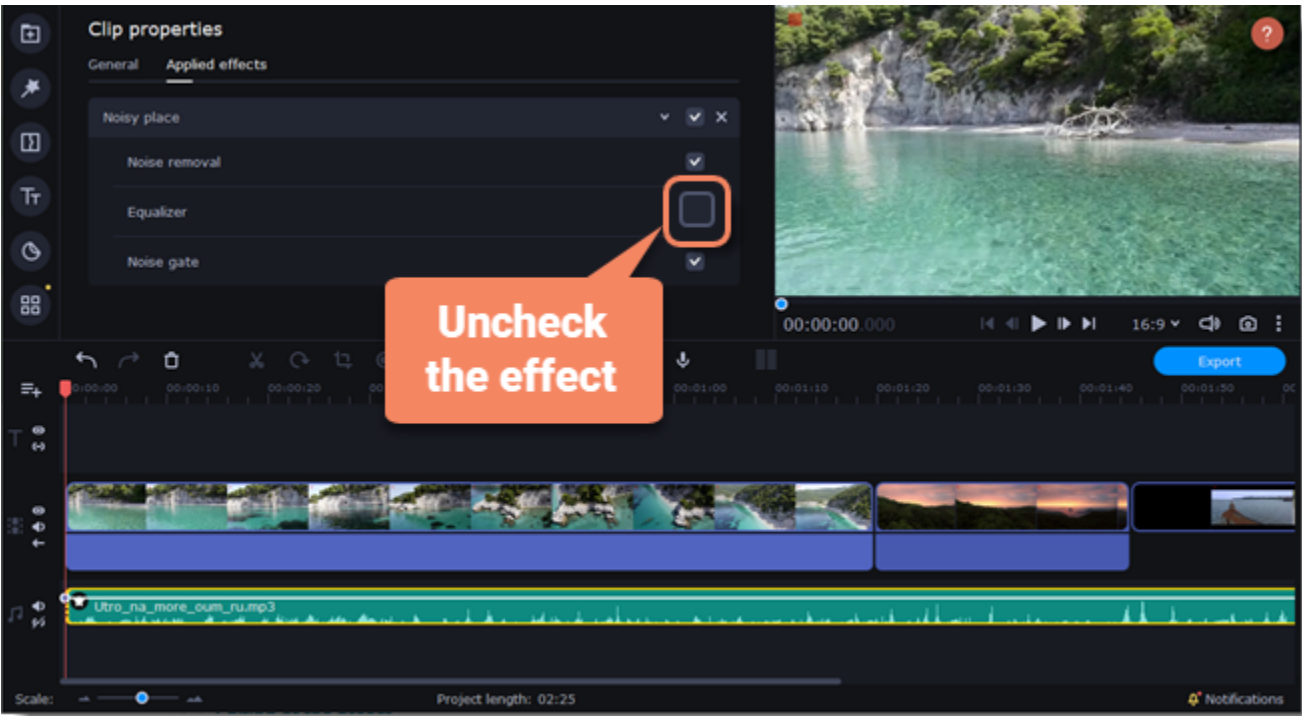 Clip properties
General Applied effects
Noisy place
Noise removal
Equalizer
Noise gate
Uncheck
the effect
?
00:00:00.000
16:9
Export
0:00:00 00:00:10 00:00:20 00 00:01:00 00:01:10 00:01:20 00:01:30 00:01:40 00:01:50 00
T
Utro_na_more_oum_ru.mp3
Scale: Project length: 02:25 Notifications